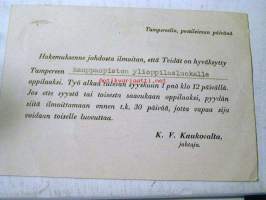 Tampereella, postileiman päivänä
Hakemuksenne johdosta ilmoitan, että Teidät on hyväksytty
Tampereen kauppaopiston ylioppilasluokalle
oppilaaksi. Työ alkaa tulevan syyskuun 1 pnä klo 12 päivällä.
Jos ette syystä tai toisesta saapukaan oppilaaksi, pyydän
siitä ilmoittamaan ennen t.k. 30 päivää, jotta vapaa sija
voidaan toiselle luovuttaa.
K. V. Kaukovalta,
johtaja.